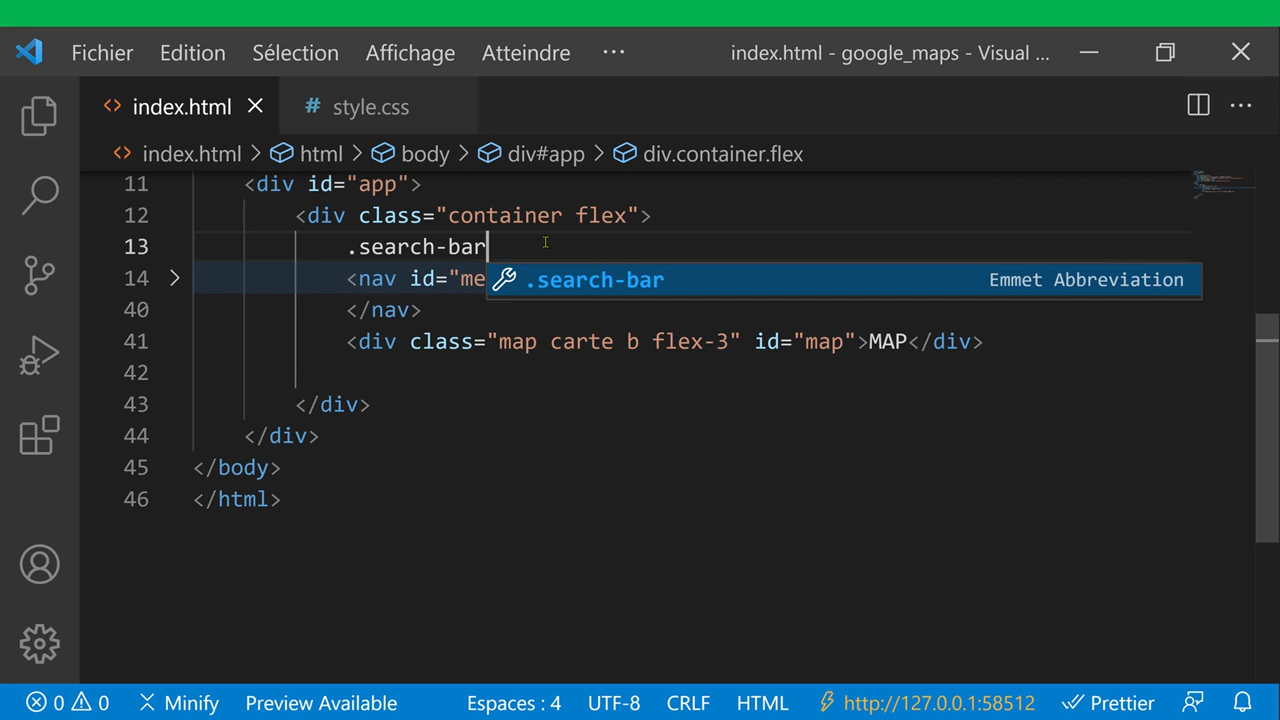 Fichier Edition Sélection Affichage Atteindre ··· index.html - google_maps - Visual ...
index.html style.css
index.html > html > body > div#app > div.container.flex
11 <div id="app">
12 <div class="container flex">
13 .search-bar
.search-bar Emmet Abbreviation
14 <nav id="me
40 </nav>
41 <div class="map carte b flex-3" id="map">MAP</div>
42
43 </div>
44 </div>
45 </body>
46 </html>
0 0 Minify Preview Available Espaces : 4 UTF-8 CRLF HTML http://127.0.0.1:58512 Prettier